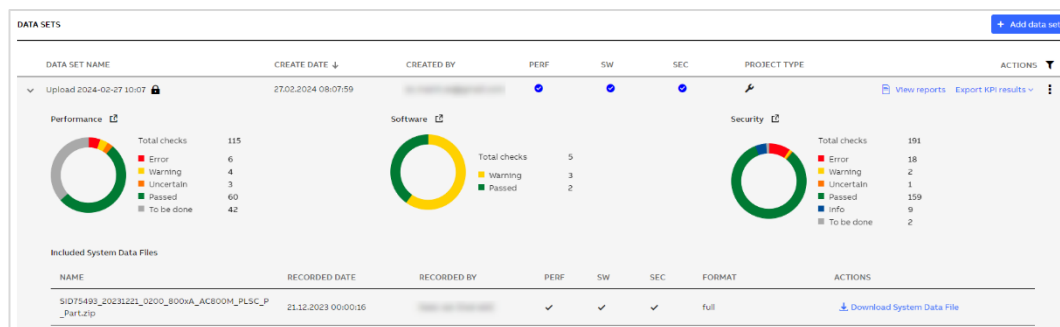 DATA SETS
+ Add data set
DATA SET NAME CREATE DATE ↓ CREATED BY PERF SW SEC PROJECT TYPE ACTIONS
Upload 2024-02-27 10:07 27.02.2024 08:07:59 View reports Export KPI results
Performance Software Security
Total checks 115
Error 6
Warning 4
Uncertain 3
Passed 60
To be done 42
Total checks 5
Warning 3
Passed 2
Total checks 191
Error 18
Warning 2
Uncertain 1
Passed 159
Info 9
To be done 2
Included System Data Files
NAME RECORDED DATE RECORDED BY PERF SW SEC FORMAT ACTIONS
SID75493_20231221_0200_800xA_AC800M_PLSC_P
_Part.zip
21.12.2023 00:00:16 full Download System Data File